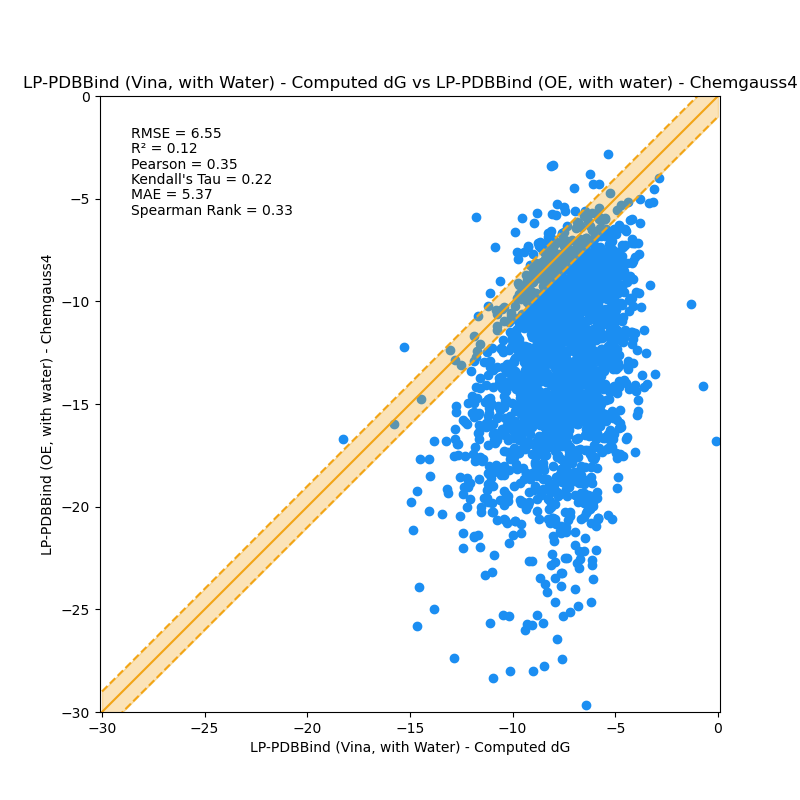 LP-PDBBind (Vina, with Water) - Computed dG vs LP-PDBBind (OE, with water) - Chemgauss4
RMSE = 6.55
R² = 0.12
Pearson = 0.35
Kendall's Tau = 0.22
MAE = 5.37
Spearman Rank = 0.33
LP-PDBBind (OE, with water) - Chemgauss4
0
−5
−10
−15
−20
−25
−30
−30
−25
−20
−15
−10
−5
0
LP-PDBBind (Vina, with Water) - Computed dG